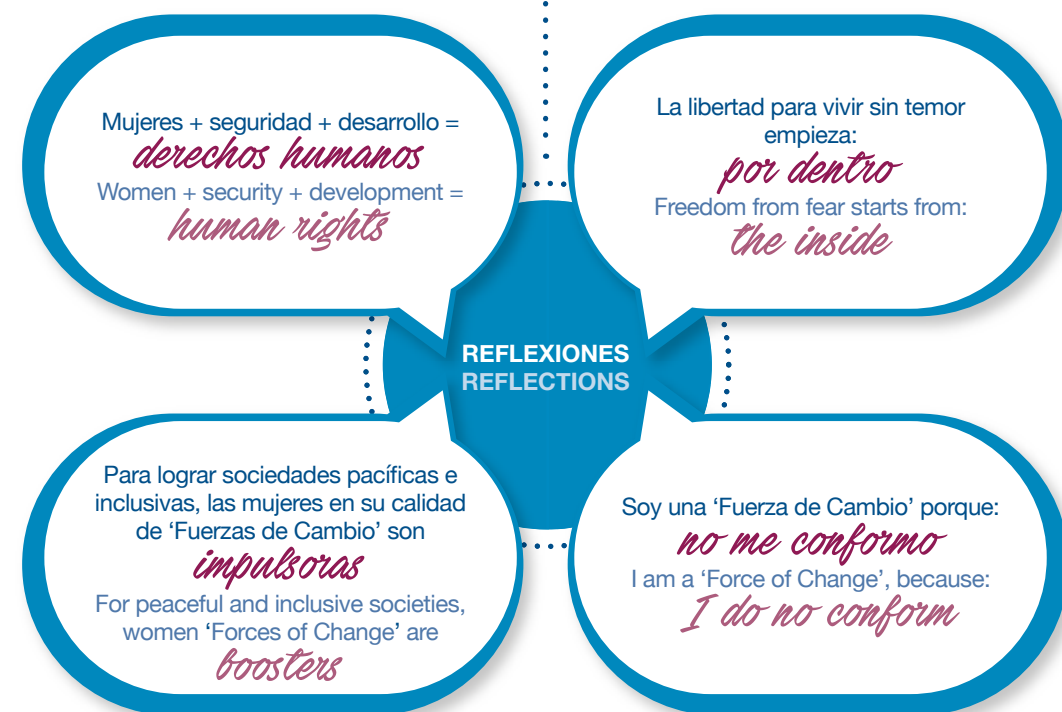 Mujeres + seguridad + desarrollo =
derechos humanos
Women + security + development =
human rights
La libertad para vivir sin temor
empieza:
por dentro
Freedom from fear starts from:
the inside
REFLEXIONES
REFLECTIONS
Para lograr sociedades pacíficas e
inclusivas, las mujeres en su calidad
de ‘Fuerzas de Cambio’ son
impulsoras
For peaceful and inclusive societies,
women ‘Forces of Change’ are
boosters
Soy una ‘Fuerza de Cambio’ porque:
no me conformo
I am a ‘Force of Change’, because:
I do no conform